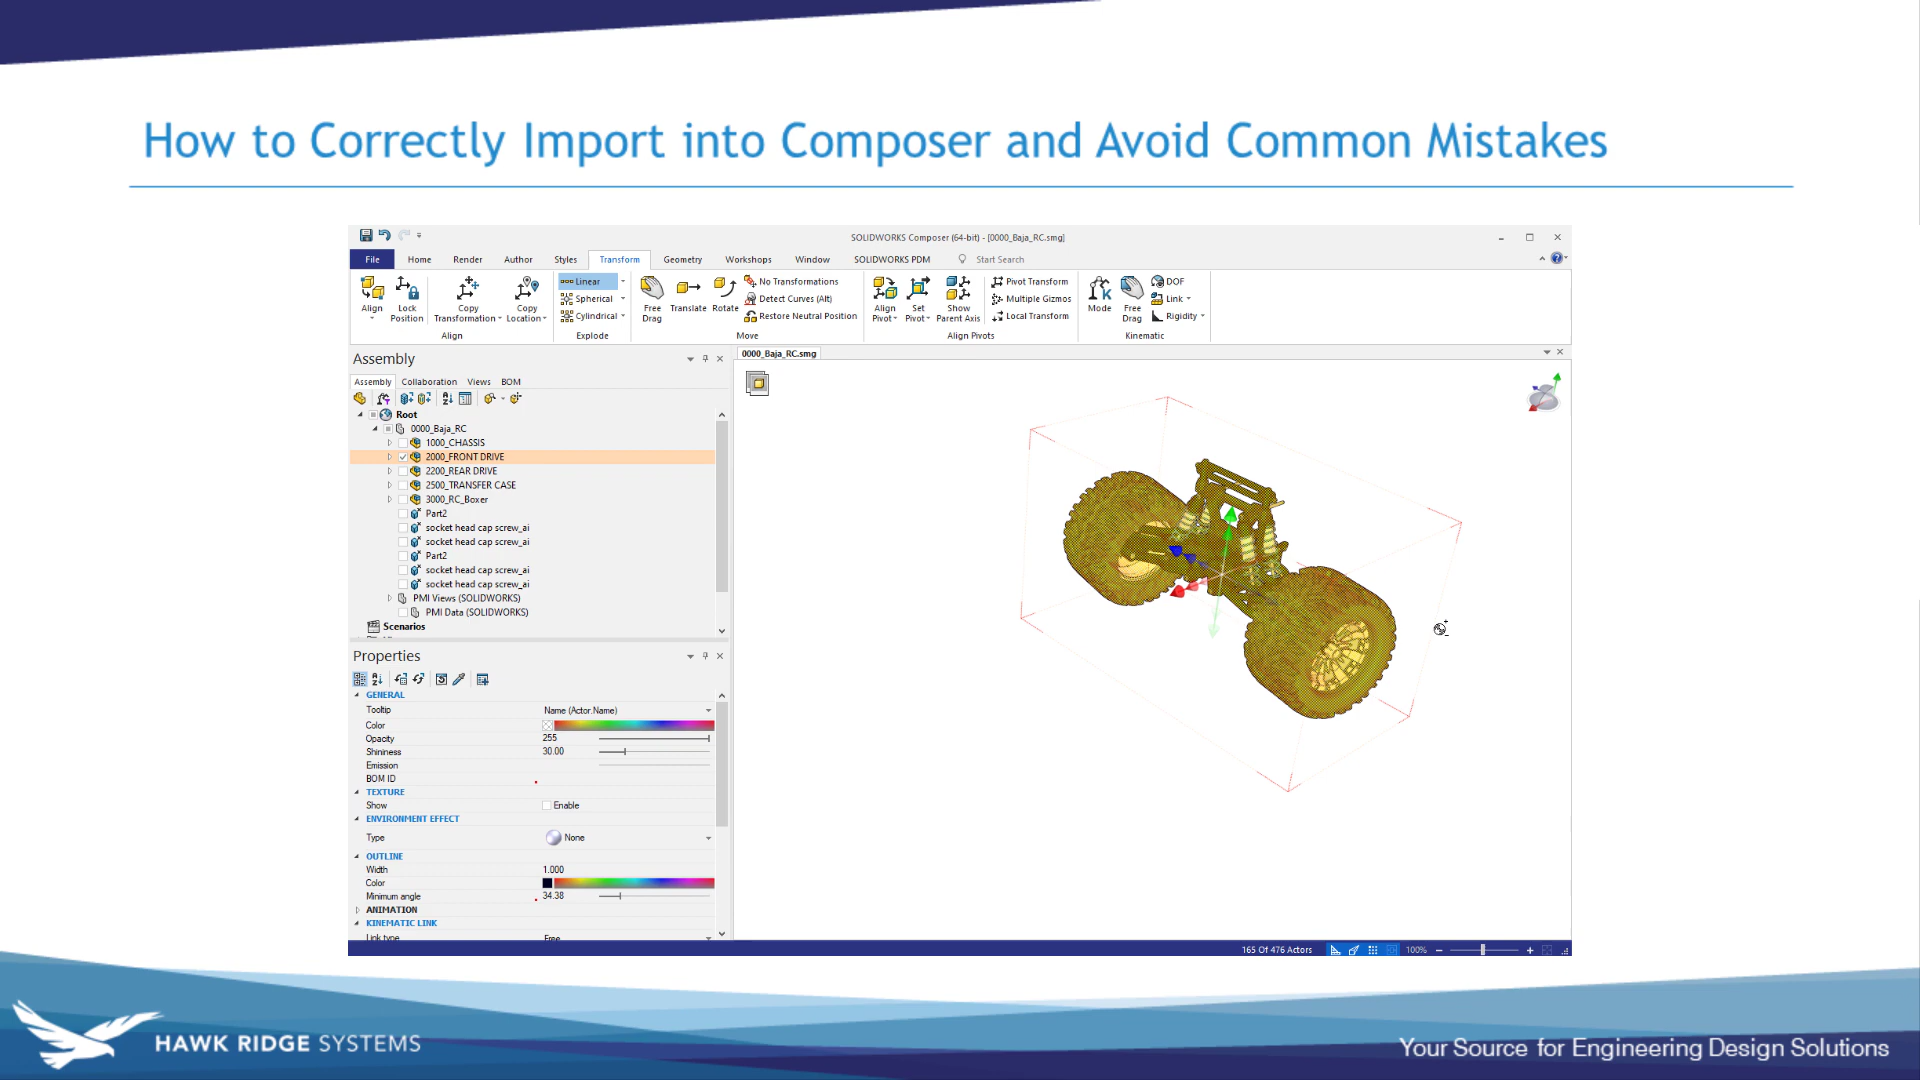 How to Correctly Import into Composer and Avoid Common Mistakes
SOLIDWORKS Composer (64-bit) - [0000_Baja_RC.smg]
File Home Render Author Styles Transform Geometry Workshops Window SOLIDWORKS PDM Start Search
Linear
Spherical
Cylindrical
No Transformations
Detect Curves (Alt)
Restore Neutral Position
Pivot Transform
Multiple Gizmos
Local Transform
DOF
Link
Rigidity
Align
Lock Position
Copy Transformation
Copy Location
Free Drag
Translate
Rotate
Align Pivot
Set Pivot
Show Parent Axis
Mode
Free Drag
Align Explode Move Align Pivots Kinematic
Assembly
0000_Baja_RC.smg
Assembly Collaboration Views BOM
Root
0000_Baja_RC
1000_CHASSIS
2000_FRONT DRIVE
2200_REAR DRIVE
2500_TRANSFER CASE
3000_RC_Boxer
Part2
socket head cap screw_ai
socket head cap screw_ai
Part2
socket head cap screw_ai
socket head cap screw_ai
PMI Views (SOLIDWORKS)
PMI Data (SOLIDWORKS)
Scenarios
Properties
GENERAL
Tooltip Name (Actor.Name)
Color
Opacity 255
Shininess 30.00
Emission
BOM ID
TEXTURE
Show Enable
ENVIRONMENT EFFECT
Type None
OUTLINE
Width 1.000
Color
Minimum angle 34.38
ANIMATION
KINEMATIC LINK
Link type Free
165 Of 476 Actors 100%
HAWK RIDGE SYSTEMS
Your Source for Engineering Design Solutions